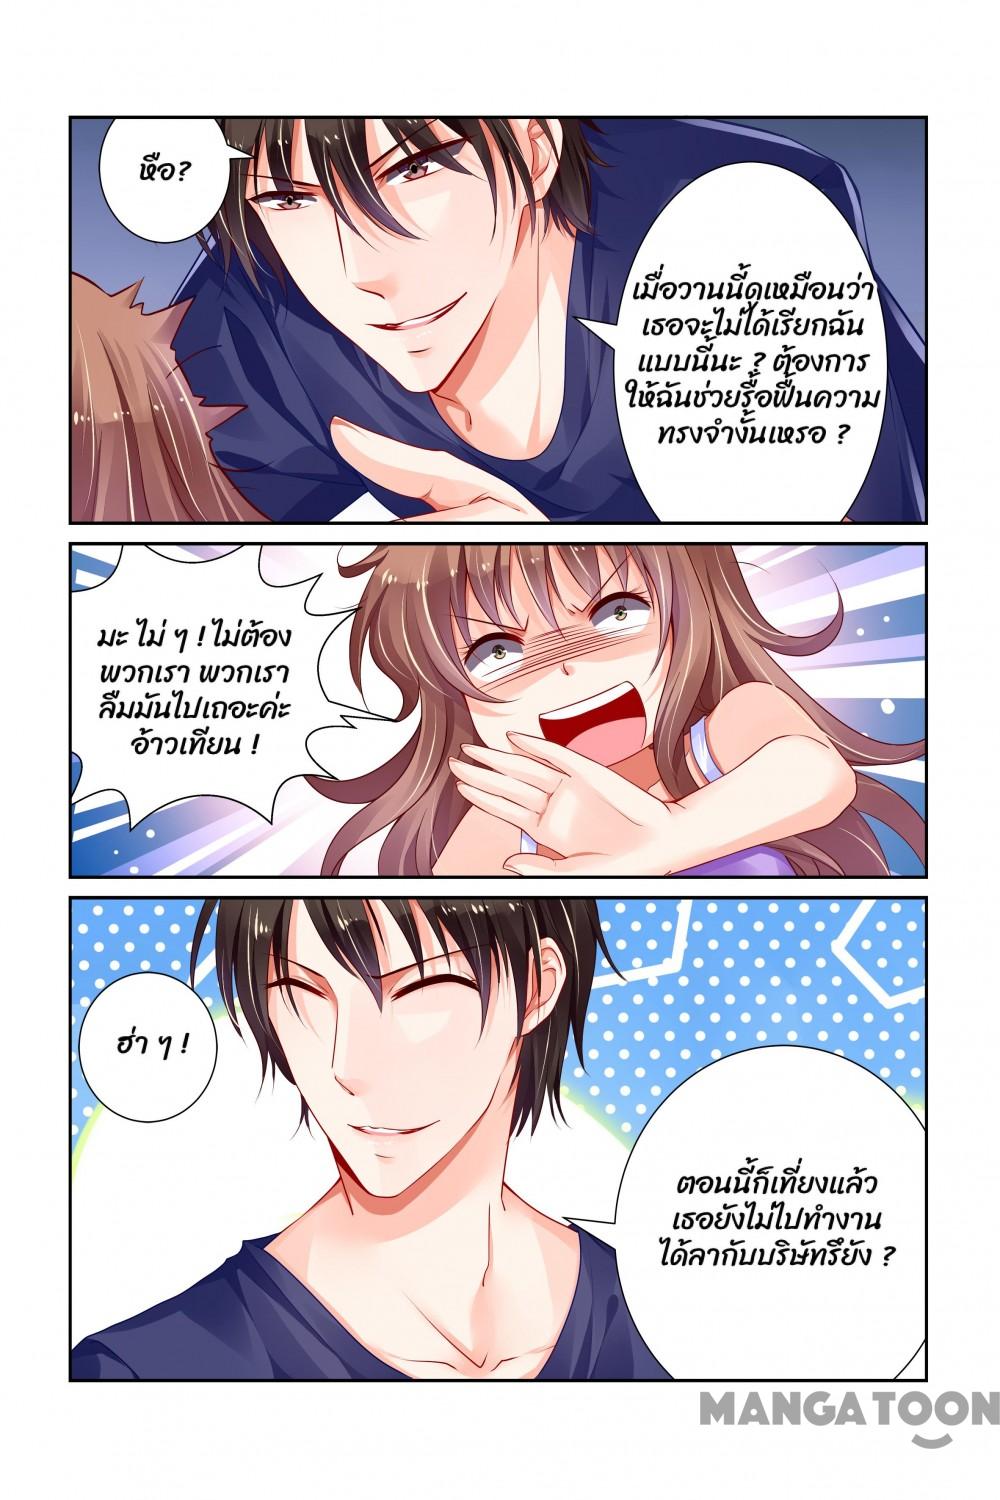 หือ?
เมื่อวานนี้ดูเหมือนว่า
เธอจะไม่ได้เรียกฉัน
แบบนี้นะ ? ต้องการ
ให้ฉันช่วยรื้อฟื้นความ
ทรงจำงั้นเหรอ ?
มะ ไม่ ๆ ! ไม่ต้อง
พวกเรา พวกเรา
ลืมมันไปเถอะค่ะ
อ้าวเทียน !
ฮ่า ๆ !
ตอนนี้ก็เที่ยงแล้ว
เธอยังไม่ไปทำงาน
ได้ลากับบริษัทรึยัง ?
MANGATOON